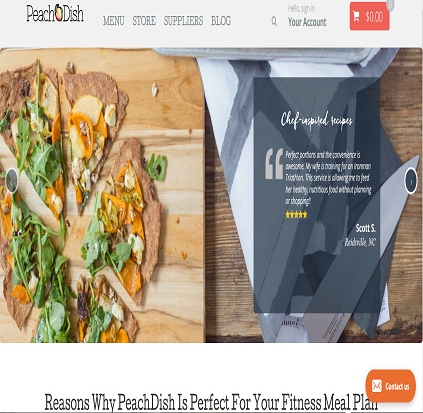 PeachDish
MENU STORE SUPPLIERS BLOG
Hello, sign in
Your Account
$0.00
0
Chef-inspired recipes
Perfect portions and the convenience is
awesome. My wife is training for an Ironman
Triathlon. This service is allowing me to feed
her healthy, nutritious food without planning
or shopping!!
Scott S.
Reidsville, NC
Contact us
Reasons Why PeachDish Is Perfect For Your Fitness Meal Plan